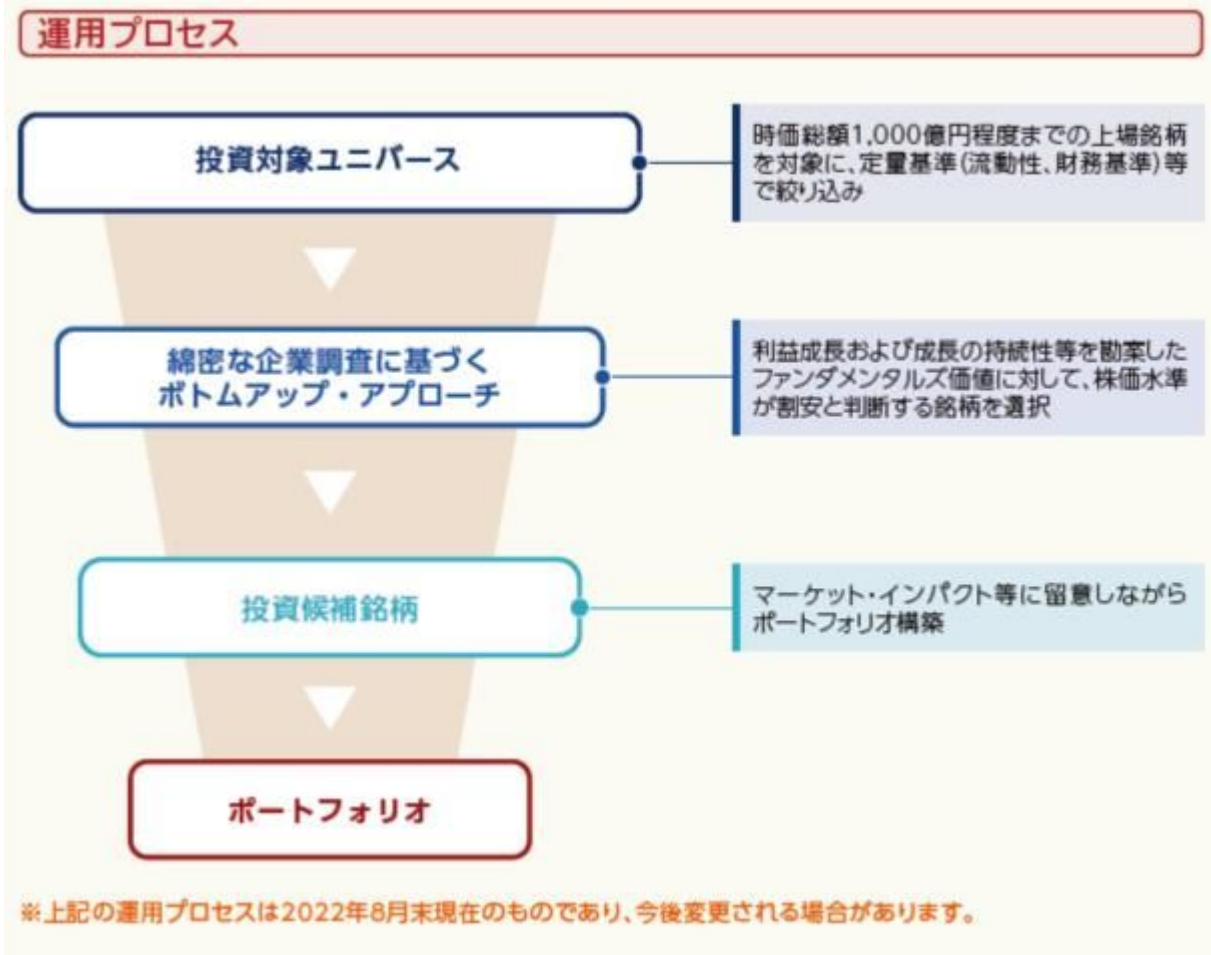 運用プロセス
投資対象ユニバース
時価総額1,000億円程度までの上場銘柄
を対象に、定量基準(流動性、財務基準)等
で絞り込み
綿密な企業調査に基づく
ボトムアップ・アプローチ
利益成長および成長の持続性等を勘案した
ファンダメンタルズ価値に対して、株価水準
が割安と判断する銘柄を選択
投資候補銘柄
マーケット・インパクト等に留意しながら
ポートフォリオ構築
ポートフォリオ
※上記の運用プロセスは2022年8月末現在のものであり、今後変更される場合があります。